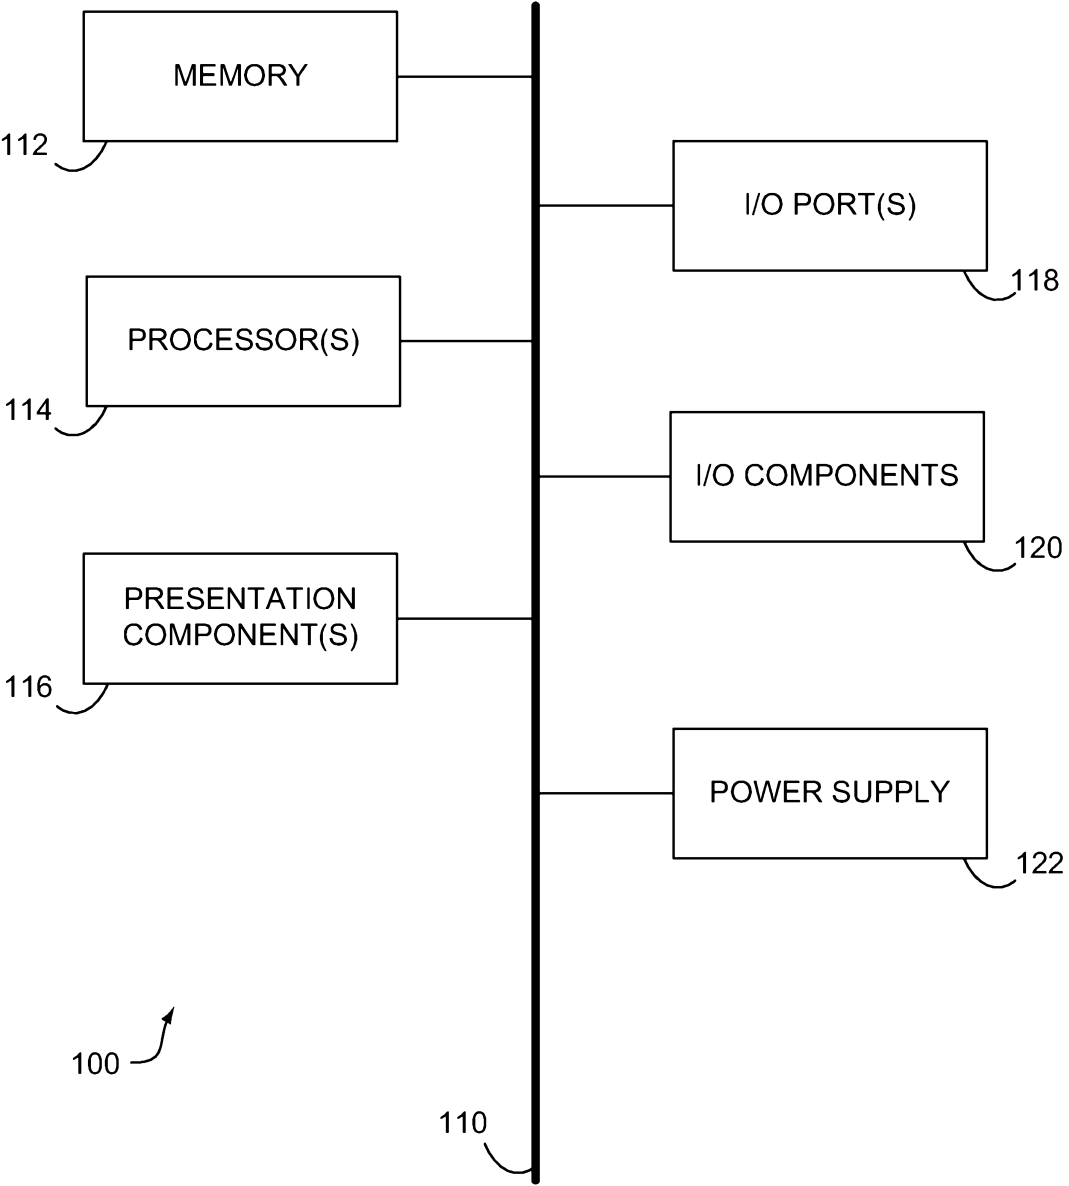 MEMORY
112
I/O PORT(S)
118
PROCESSOR(S)
114
I/O COMPONENTS
120
PRESENTATION
COMPONENT(S)
116
POWER SUPPLY
122
100
110